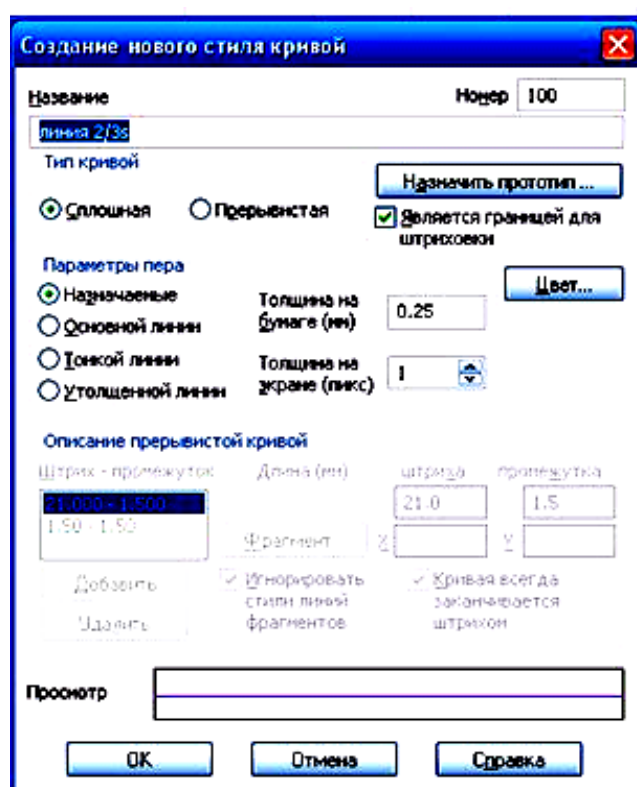 Создание нового стиля кривой
Название
Номер 100
линия 2/3s
Тип кривой
Назначить прототип ...
Сплошная Прерывистая
Является границей для штриховки
Параметры пера
Цвет...
Назначаемые
Основной линии
Тонкой линии
Утолщенной линии
Толщина на бумаге (мм) 0.25
Толщина на экране (пикс) 1
Описание прерывистой кривой
Штрих - промежуток Длина (мм) штриха промежутка
21.000 - 1.500 21.0 1.5
1.50 - 1.50
Фрагмент X Y
Добавить
Удалить
Игнорировать стили линий фрагментов
Кривая всегда заканчивается штрихом
Просмотр
OK Отмена Справка